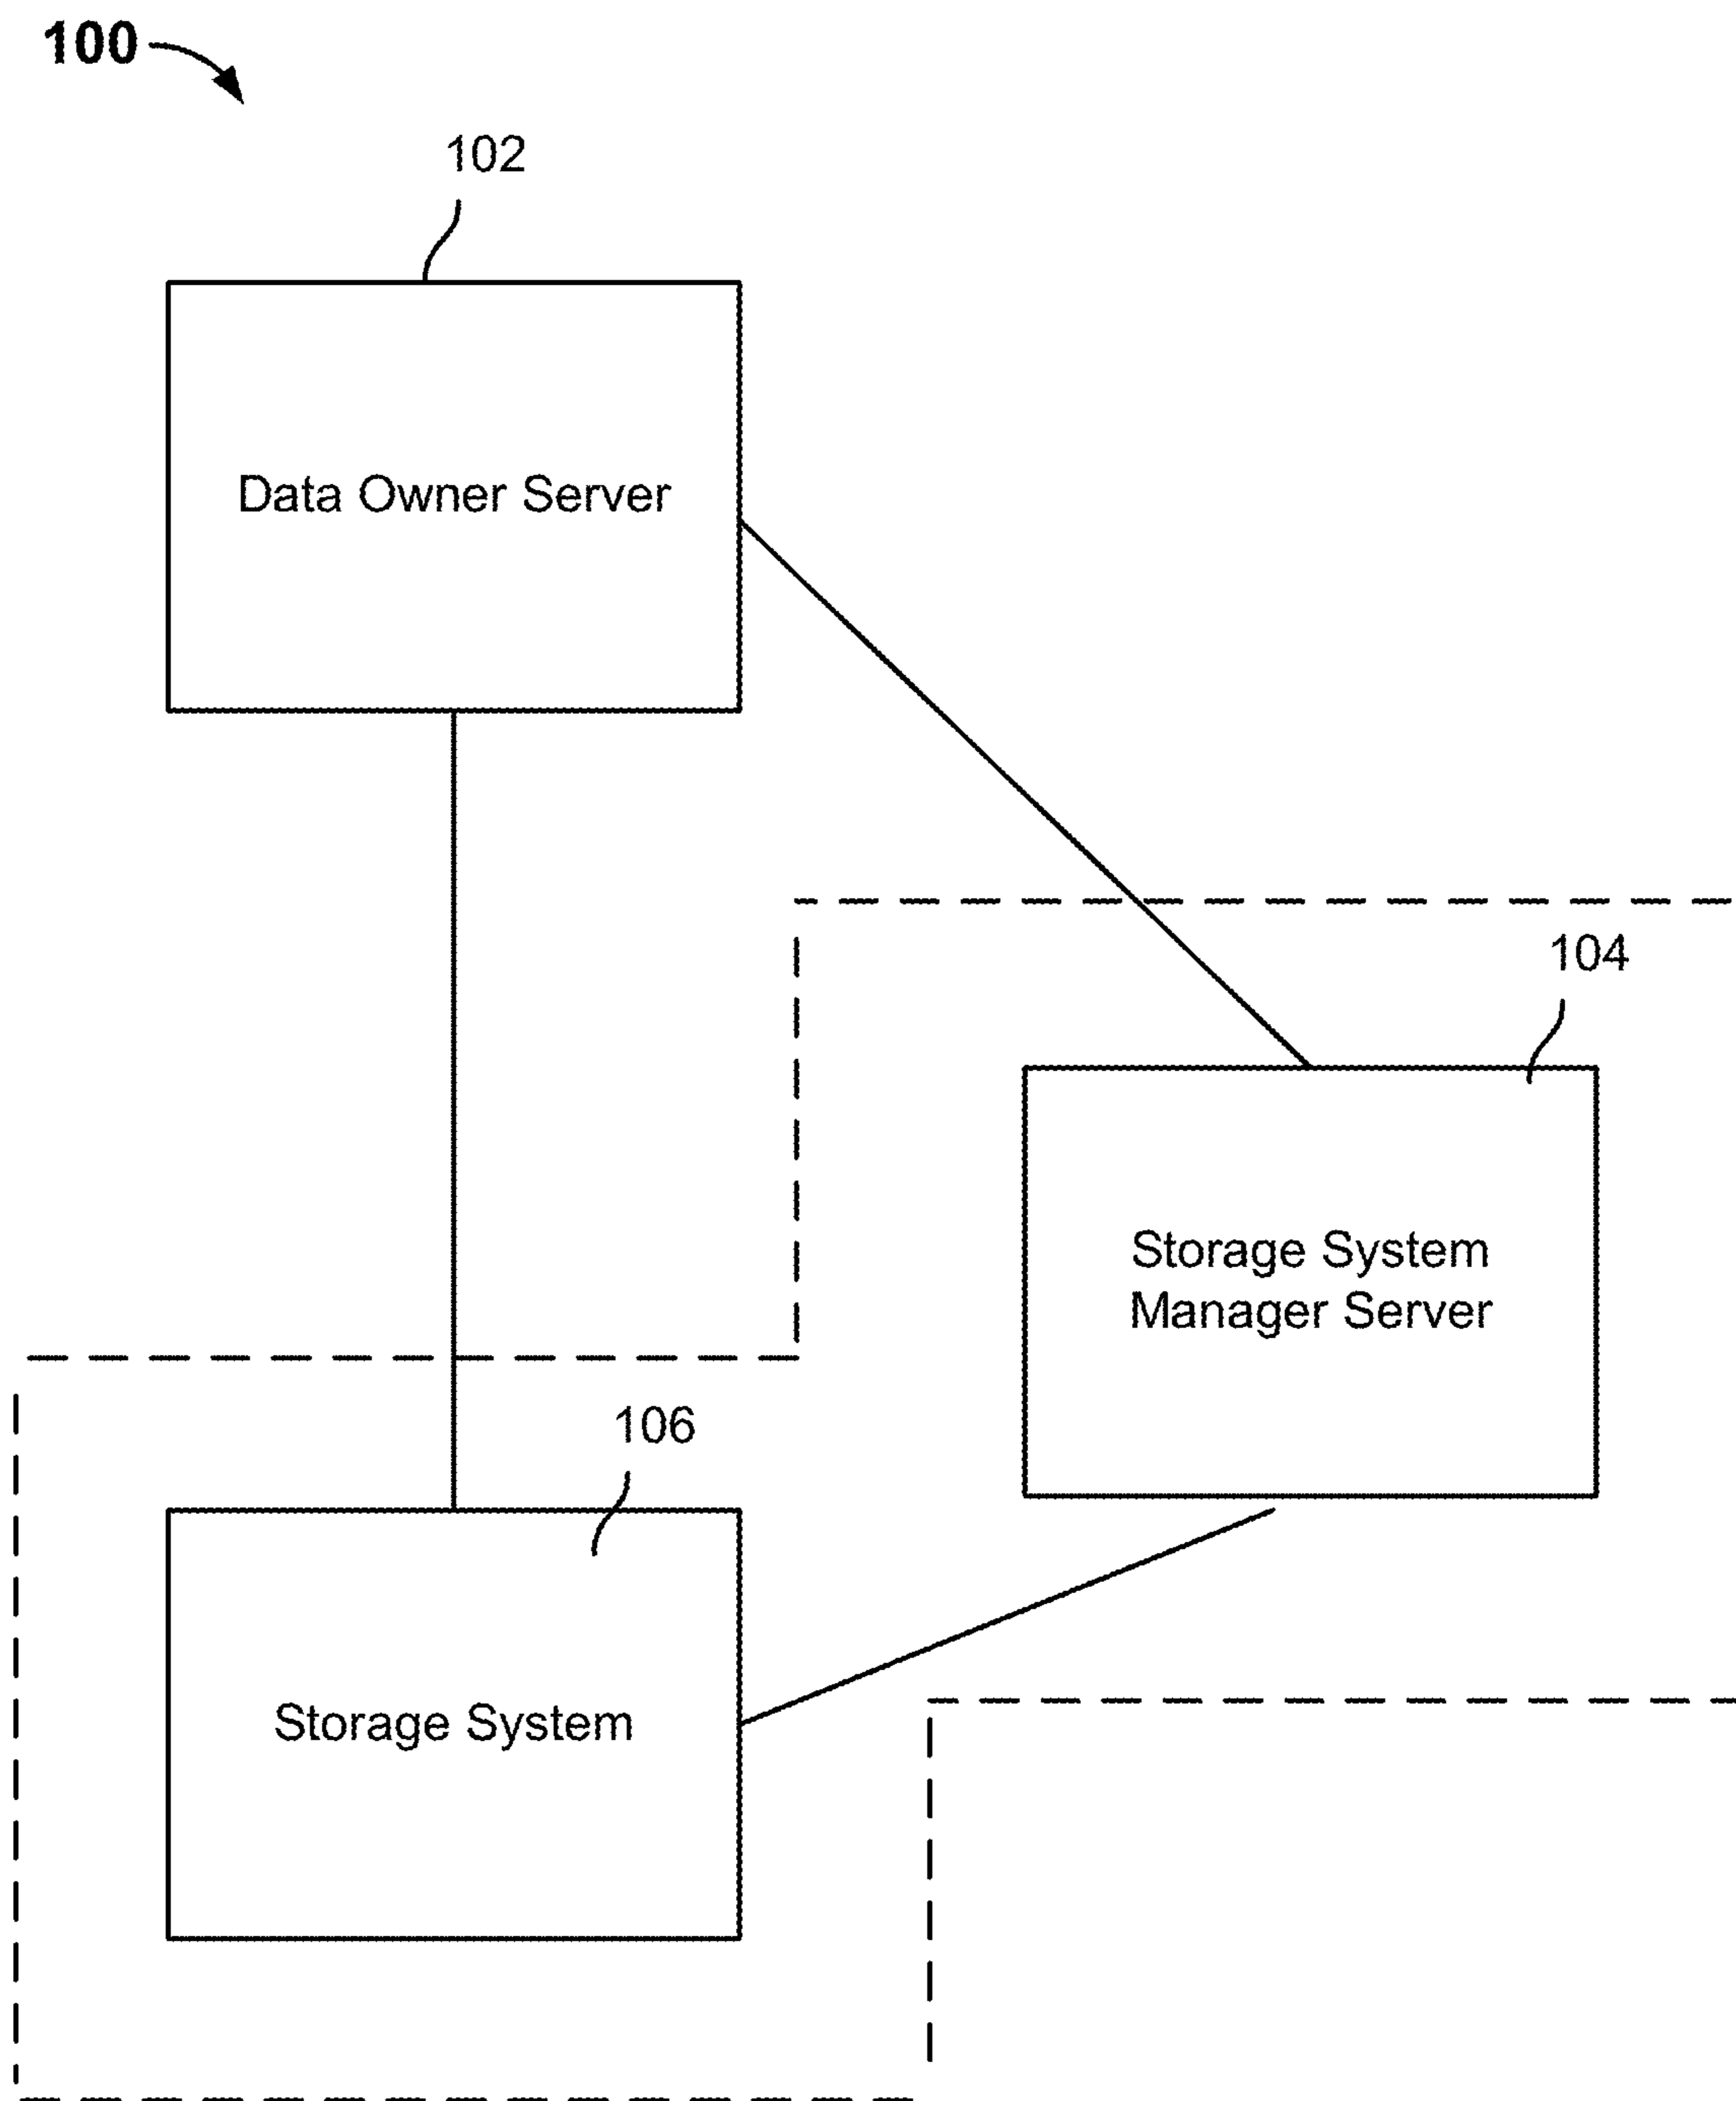 100
102
Data Owner Server
104
Storage System
Manager Server
106
Storage System